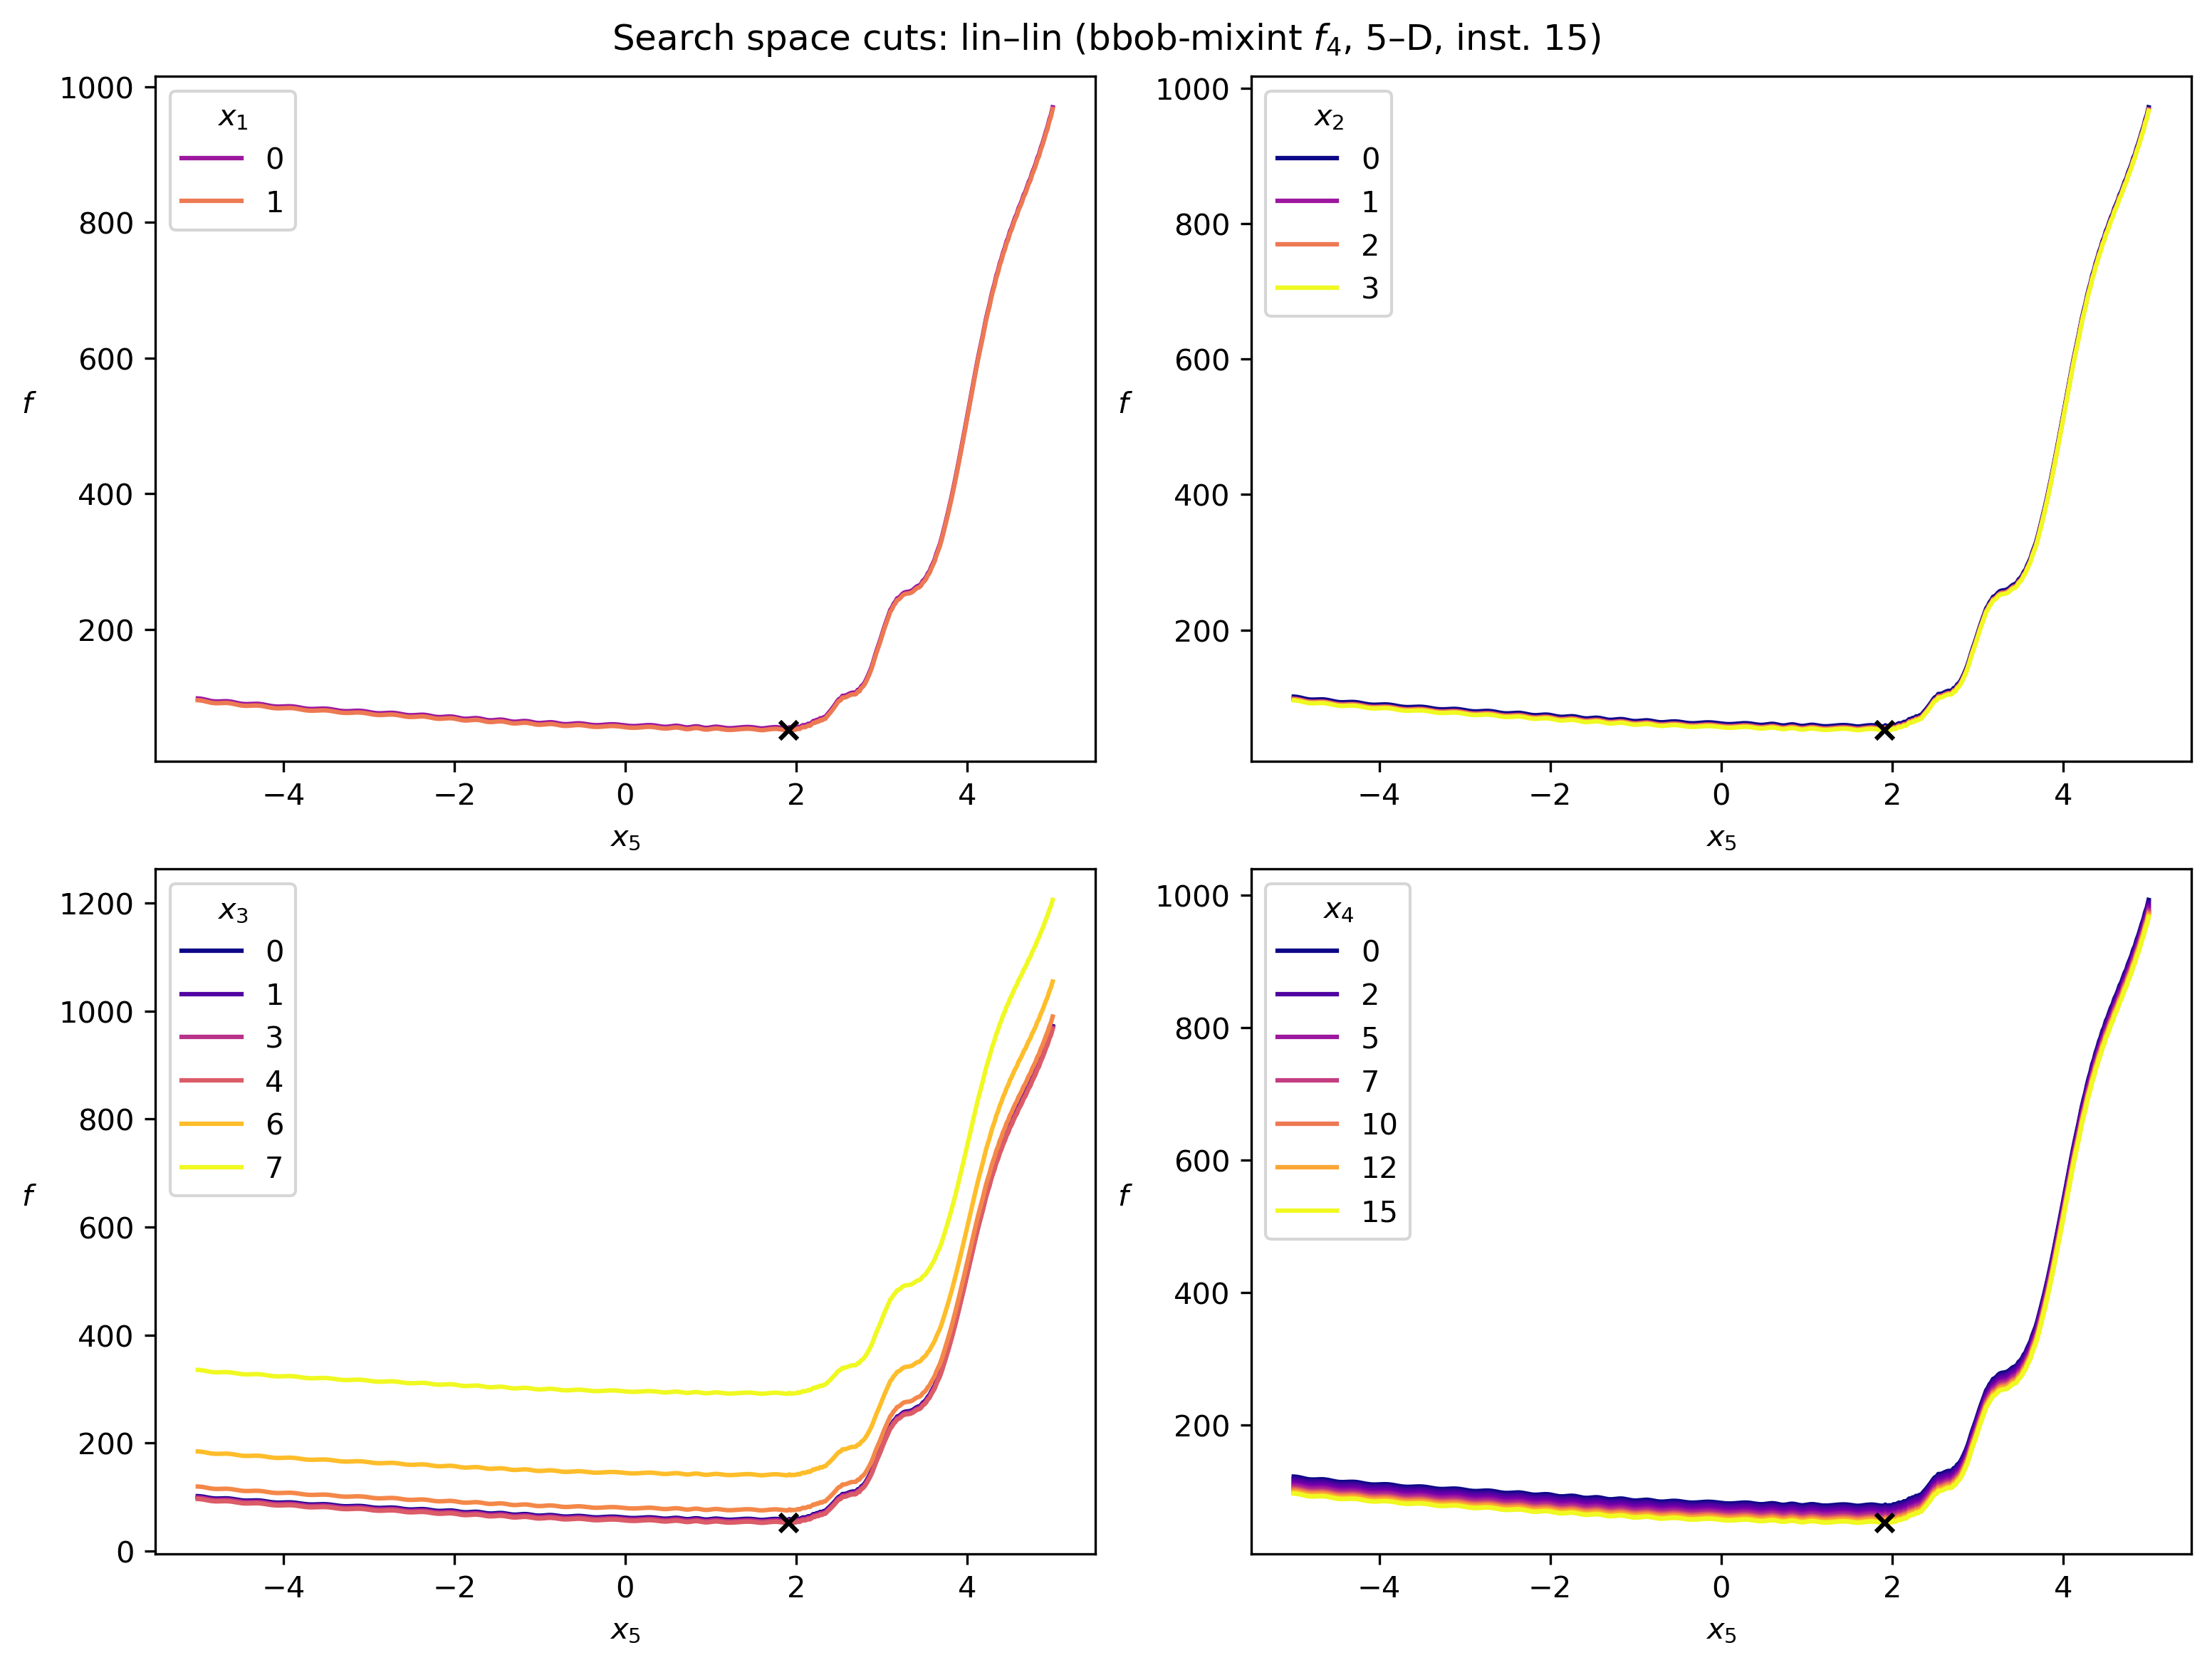 Search space cuts: lin–lin (bbob-mixint f₄, 5–D, inst. 15)
x₁
0
1
1000
800
600
400
200
f
−4 −2 0 2 4
x₅
x₂
0
1
2
3
1000
800
600
400
200
f
−4 −2 0 2 4
x₅
x₃
0
1
3
4
6
7
1200
1000
800
600
400
200
0
f
−4 −2 0 2 4
x₅
x₄
0
2
5
7
10
12
15
1000
800
600
400
200
f
−4 −2 0 2 4
x₅